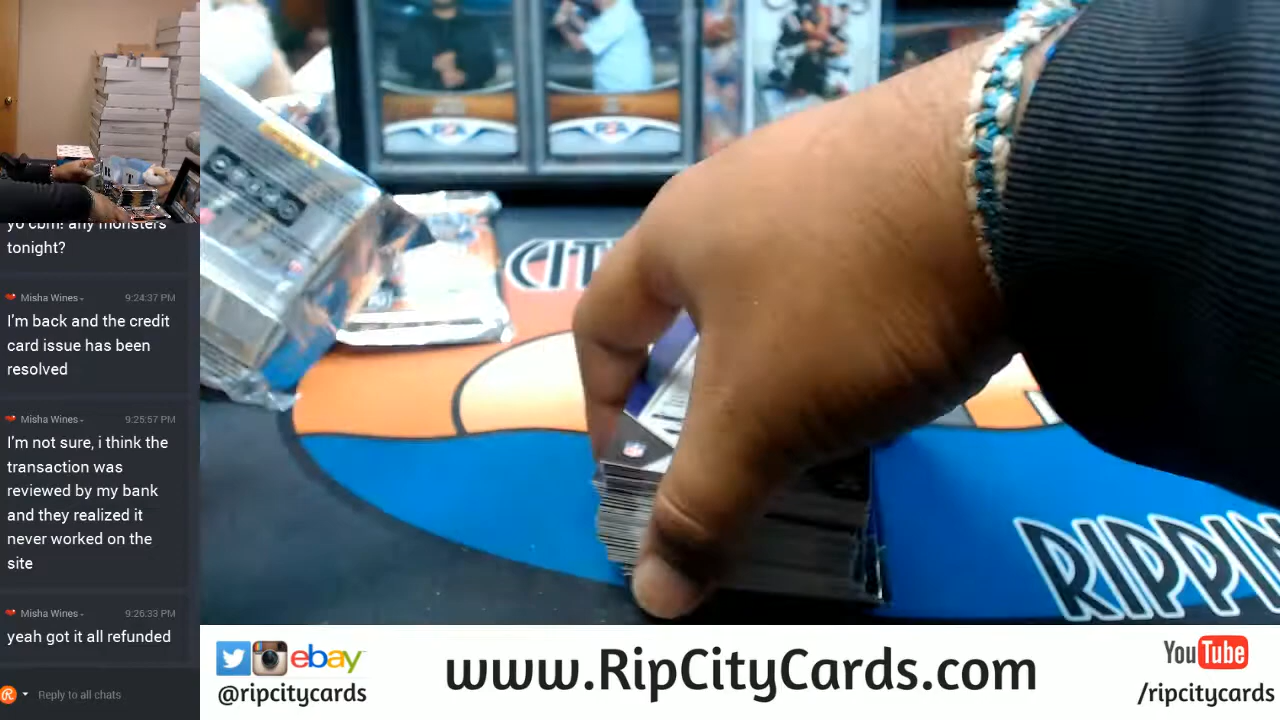 yo cbm! any monsters
tonight?
Misha Wines
9:24:37 PM
I'm back and the credit
card issue has been
resolved
Misha Wines
9:25:57 PM
I'm not sure, i think the
transaction was
reviewed by my bank
and they realized it
never worked on the
site
Misha Wines
9:26:33 PM
yeah got it all refunded
Reply to all chats
CIT
RIPPIN
NFL
ebay
@ripcitycards
www.RipCityCards.com
YouTube
/ripcitycards